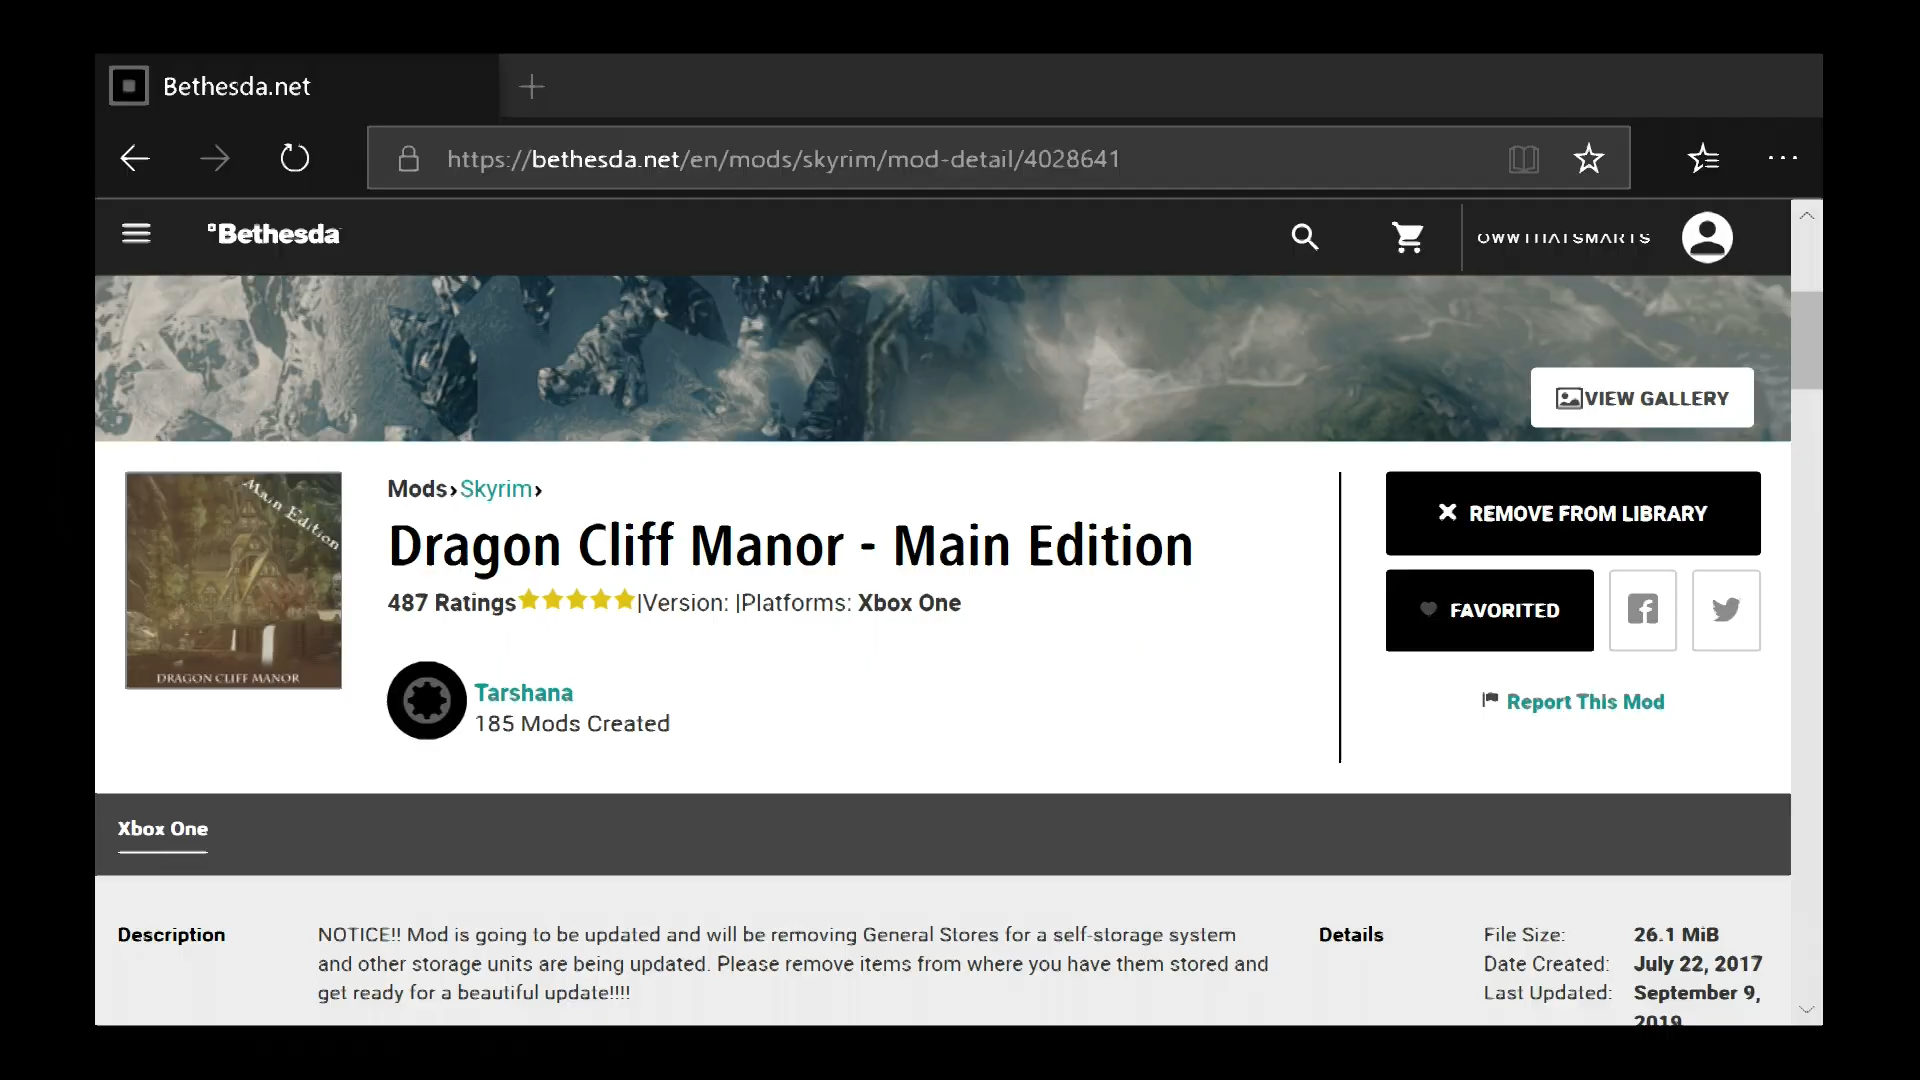 Bethesda.net
https://bethesda.net/en/mods/skyrim/mod-detail/4028641
Bethesda
OWWTHATSMARTS
VIEW GALLERY
Main Edition
DRAGON CLIFF MANOR
Mods›Skyrim›
Dragon Cliff Manor - Main Edition
487 Ratings|Version: |Platforms: Xbox One
Tarshana
185 Mods Created
REMOVE FROM LIBRARY
FAVORITED
Report This Mod
Xbox One
Description
NOTICE!! Mod is going to be updated and will be removing General Stores for a self-storage system
and other storage units are being updated. Please remove items from where you have them stored and
get ready for a beautiful update!!!!
Details
File Size: 26.1 MiB
Date Created: July 22, 2017
Last Updated: September 9,
2019